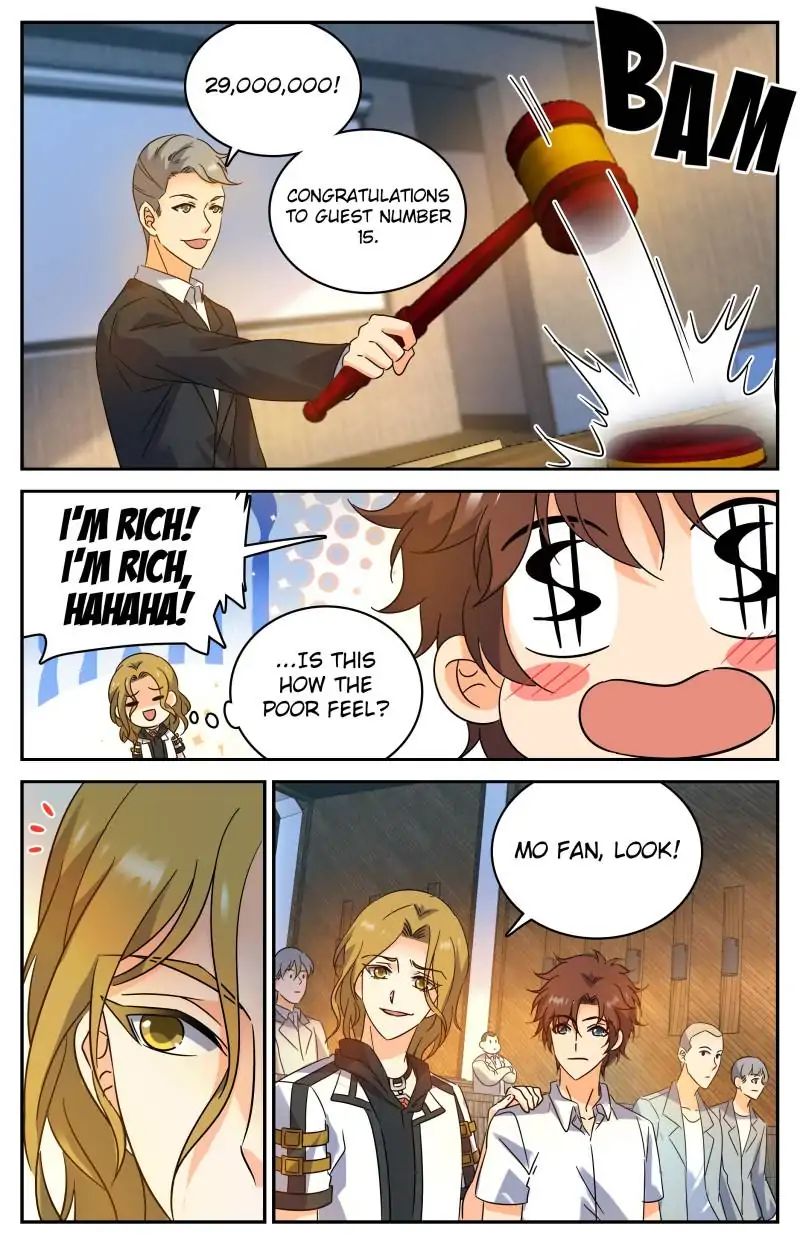 29,000,000!
BAM
CONGRATULATIONS
TO GUEST NUMBER
15.
I'M RICH!
I'M RICH,
HAHAHA!
...IS THIS
HOW THE
POOR FEEL?
$ $
MO FAN, LOOK!